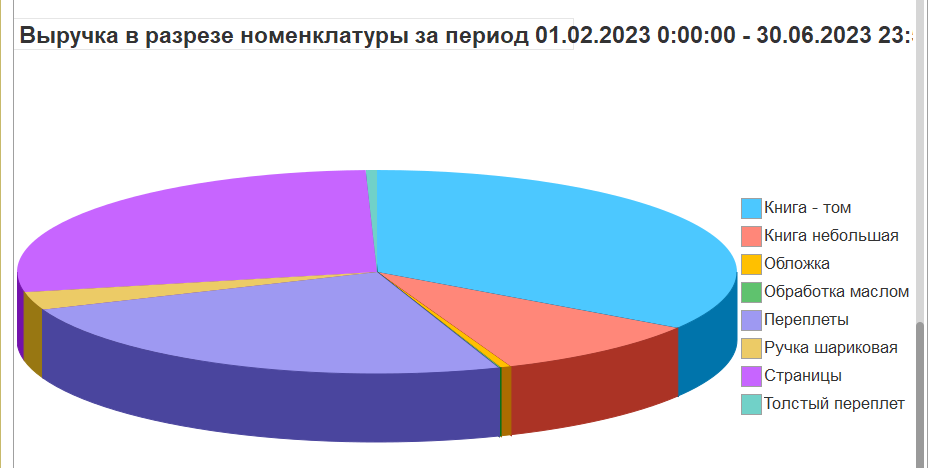 Выручка в разрезе номенклатуры за период 01.02.2023 0:00:00 - 30.06.2023 23:
Книга - том
Книга небольшая
Обложка
Обработка маслом
Переплеты
Ручка шариковая
Страницы
Толстый переплет